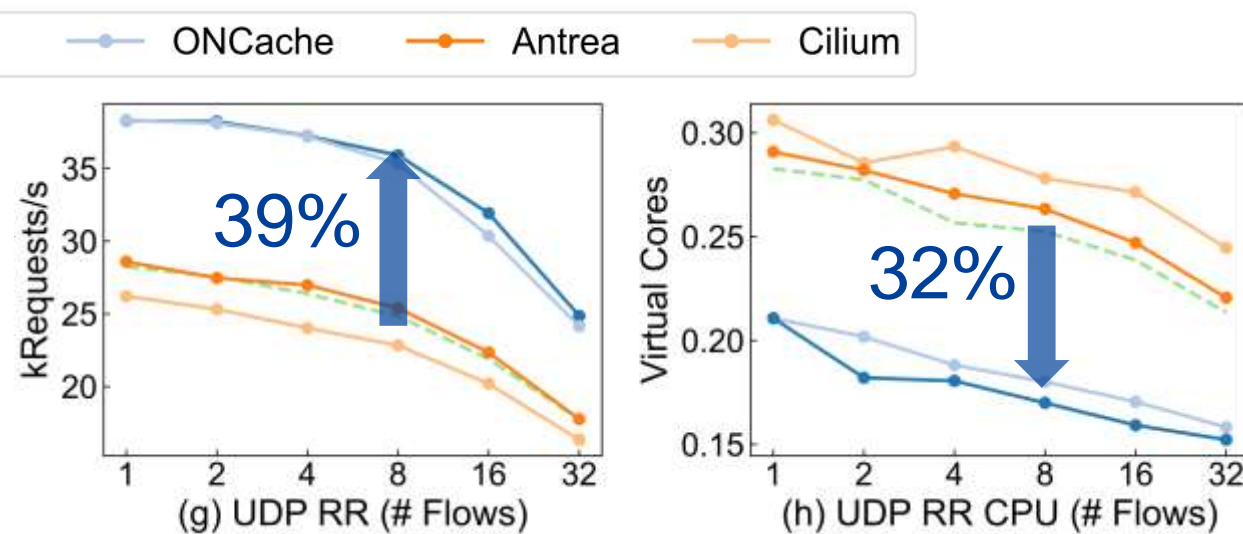 ONCache Antrea Cilium
kRequests/s
35
30
25
20
39%
1 2 4 8 16 32
(g) UDP RR (# Flows)
Virtual Cores
0.30
0.25
0.20
0.15
32%
1 2 4 8 16 32
(h) UDP RR CPU (# Flows)